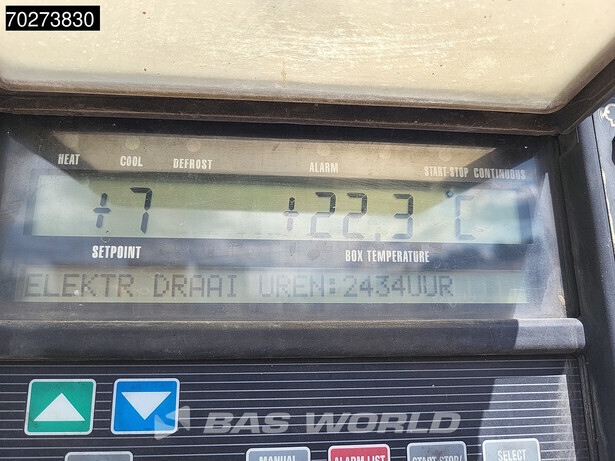 70273830
HEAT COOL DEFROST ALARM START-STOP CONTINUOUS
+7 +22.3 °C
SETPOINT BOX TEMPERATURE
ELEKTR DRAAI UREN:2434UUR
BAS WORLD
MANUAL ALARM LIST START-STOP/ SELECT